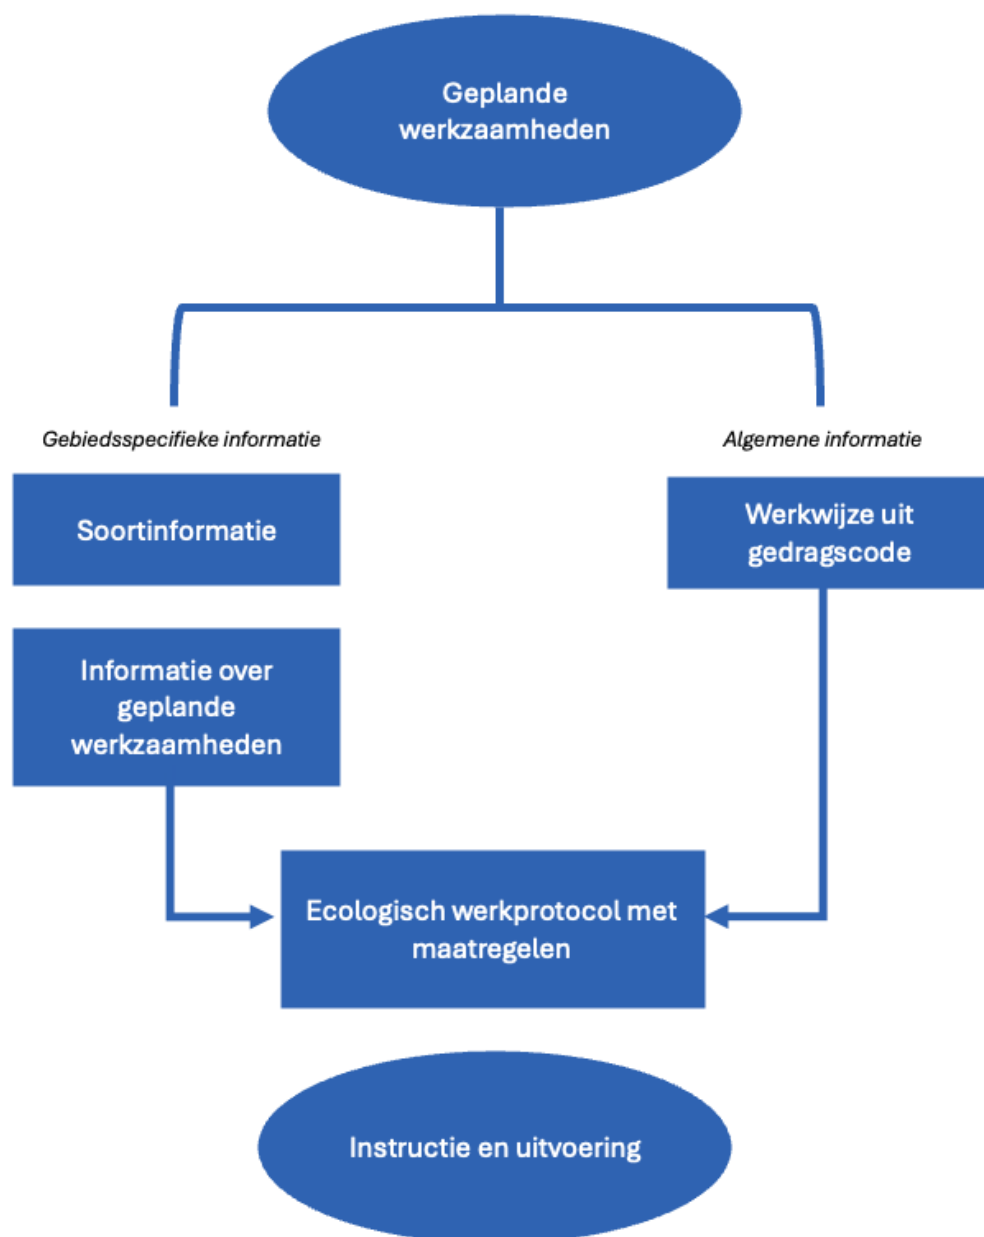 Geplande
werkzaamheden
Gebiedsspecifieke informatie
Algemene informatie
Soortinformatie
Werkwijze uit
gedragscode
Informatie over
geplande
werkzaamheden
Ecologisch werkprotocol met
maatregelen
Instructie en uitvoering